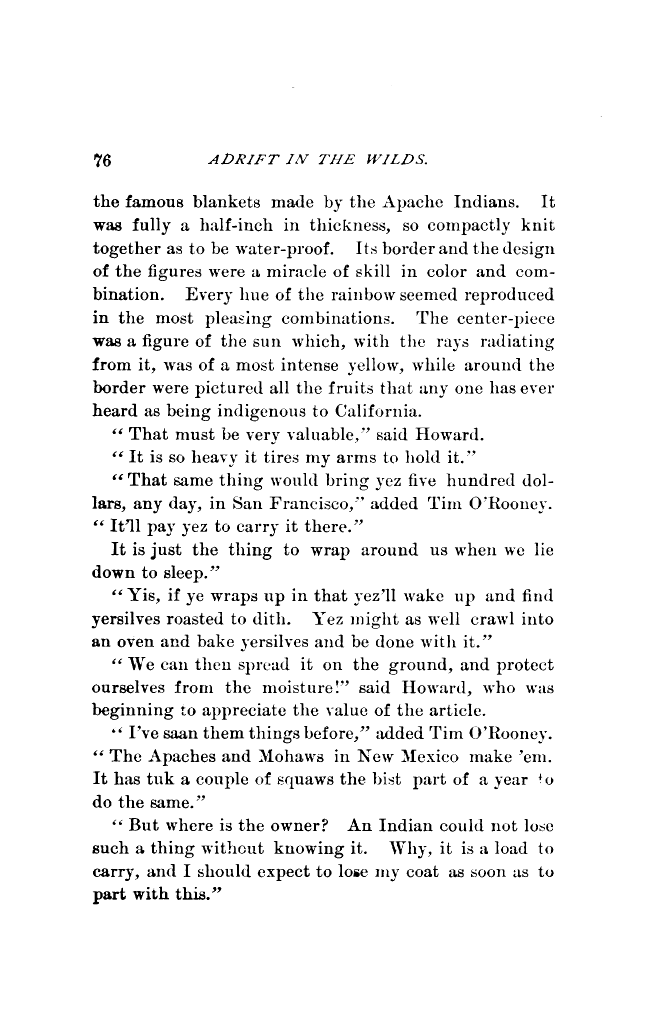 76 ADRIFT IN THE WILDS.
the famous blankets made by the Apache Indians. It
was fully a half-inch in thickness, so compactly knit
together as to be water-proof. Its border and the design
of the figures were a miracle of skill in color and com-
bination. Every hue of the rainbow seemed reproduced
in the most pleasing combinations. The center-piece
was a figure of the sun which, with the rays radiating
from it, was of a most intense yellow, while around the
border were pictured all the fruits that any one has ever
heard as being indigenous to California.
“ That must be very valuable,” said Howard.
“ It is so heavy it tires my arms to hold it.”
“ That same thing would bring yez five hundred dol-
lars, any day, in San Francisco,” added Tim O'Rooney.
“ It'll pay yez to carry it there.”
It is just the thing to wrap around us when we lie
down to sleep.”
“ Yis, if ye wraps up in that yez'll wake up and find
yersilves roasted to dith. Yez might as well crawl into
an oven and bake yersilves and be done with it.”
“ We can then spread it on the ground, and protect
ourselves from the moisture!” said Howard, who was
beginning to appreciate the value of the article.
“ I've saan them things before,” added Tim O'Rooney.
“ The Apaches and Mohaws in New Mexico make 'em.
It has tuk a couple of squaws the bist part of a year to
do the same.”
“ But where is the owner? An Indian could not lose
such a thing without knowing it. Why, it is a load to
carry, and I should expect to lose my coat as soon as to
part with this.”